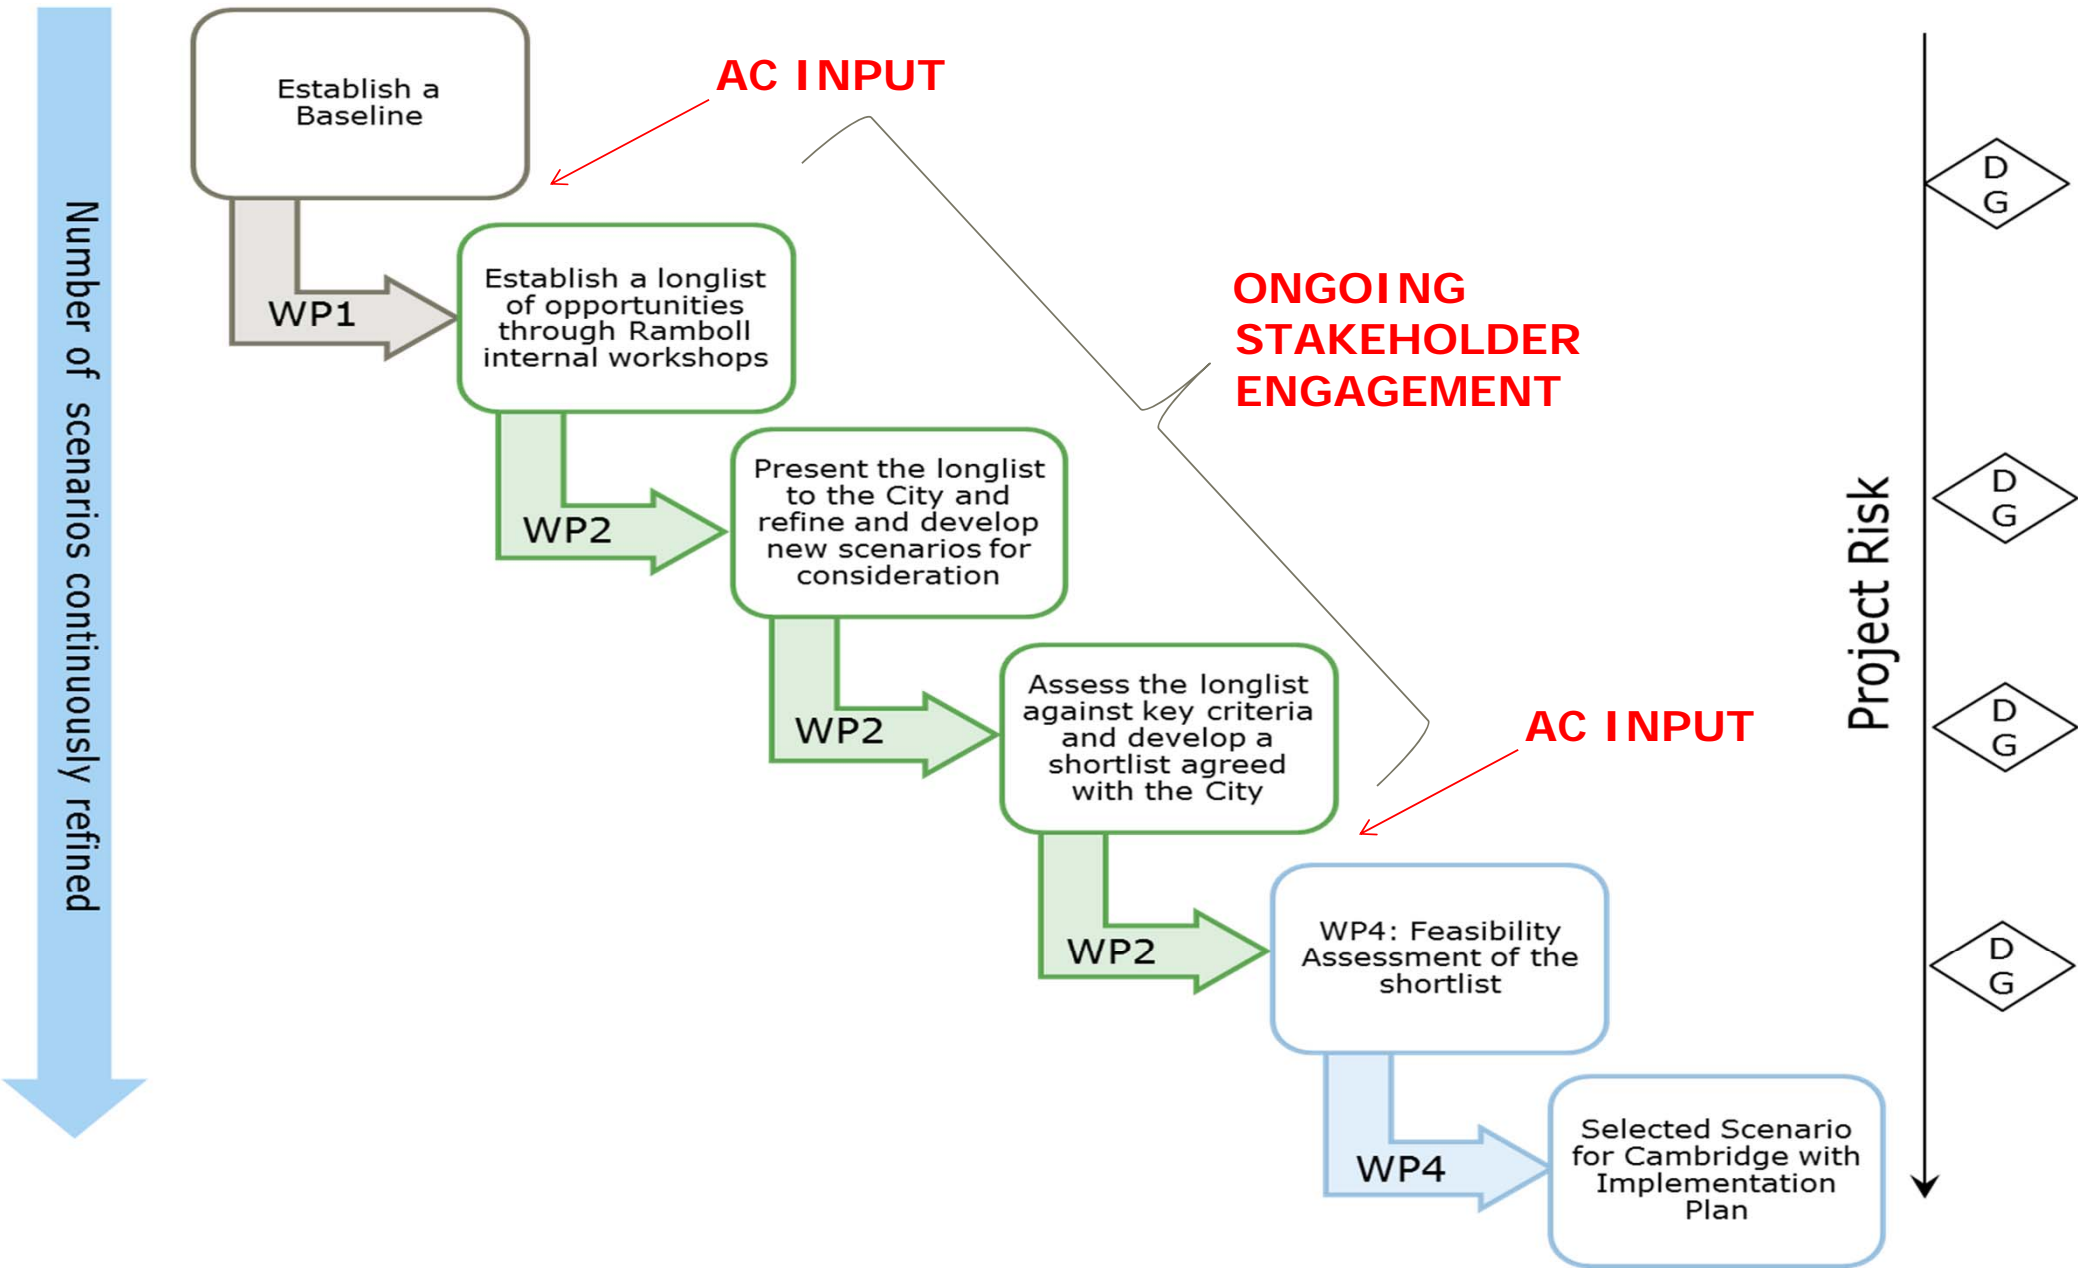 Number of scenarios continuously refined
Establish a
Baseline
AC INPUT
WP1
Establish a longlist
of opportunities
through Ramboll
internal workshops
ONGOING
STAKEHOLDER
ENGAGEMENT
WP2
Present the longlist
to the City and
refine and develop
new scenarios for
consideration
WP2
Assess the longlist
against key criteria
and develop a
shortlist agreed
with the City
AC INPUT
WP2
WP4: Feasibility
Assessment of the
shortlist
WP4
Selected Scenario
for Cambridge with
Implementation
Plan
Project Risk
D
G
D
G
D
G
D
G